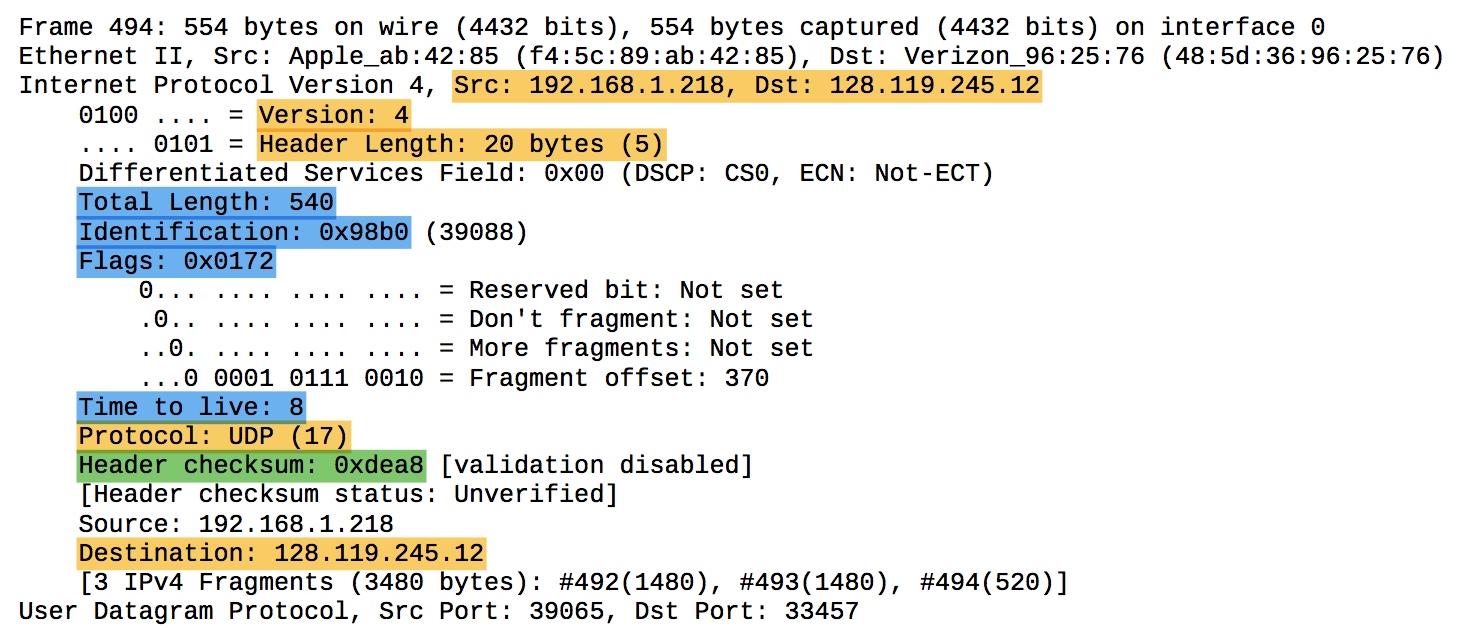 Frame 494: 554 bytes on wire (4432 bits), 554 bytes captured (4432 bits) on interface 0
Ethernet II, Src: Apple_ab:42:85 (f4:5c:89:ab:42:85), Dst: Verizon_96:25:76 (48:5d:36:96:25:76)
Internet Protocol Version 4, Src: 192.168.1.218, Dst: 128.119.245.12
0100 .... = Version: 4
.... 0101 = Header Length: 20 bytes (5)
Differentiated Services Field: 0x00 (DSCP: CS0, ECN: Not-ECT)
Total Length: 540
Identification: 0x98b0 (39088)
Flags: 0x0172
0... .... .... .... = Reserved bit: Not set
.0.. .... .... .... = Don't fragment: Not set
..0. .... .... .... = More fragments: Not set
...0 0001 0111 0010 = Fragment offset: 370
Time to live: 8
Protocol: UDP (17)
Header checksum: 0xdea8 [validation disabled]
[Header checksum status: Unverified]
Source: 192.168.1.218
Destination: 128.119.245.12
[3 IPv4 Fragments (3480 bytes): #492(1480), #493(1480), #494(520)]
User Datagram Protocol, Src Port: 39065, Dst Port: 33457